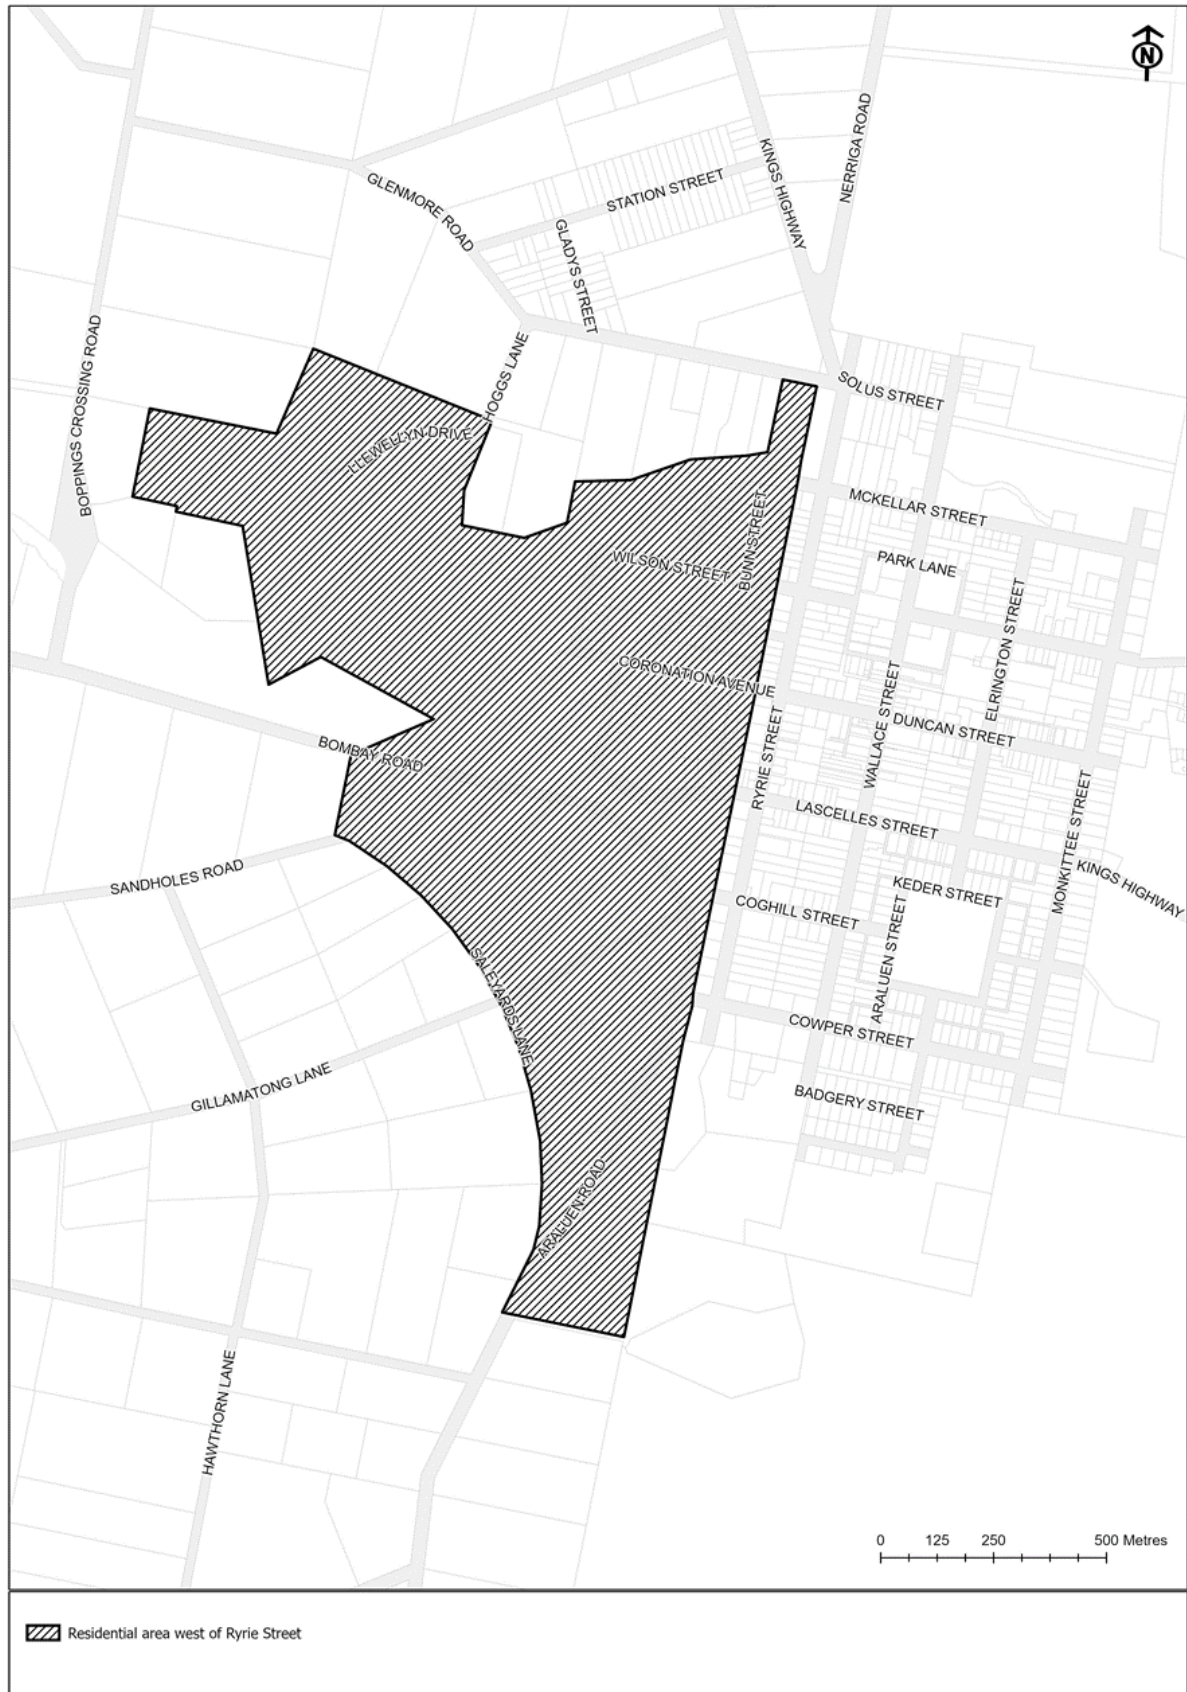 N
NERRIGA ROAD
KINGS HIGHWAY
GLENMORE ROAD
STATION STREET
GLADYS STREET
BOPPINGS CROSSING ROAD
HOGGS LANE
SOLUS STREET
LLEWELLYN DRIVE
MCKELLAR STREET
BUNN STREET
WILSON STREET
PARK LANE
ELRINGTON STREET
CORONATION AVENUE
WALLACE STREET
DUNCAN STREET
RYRIE STREET
BOMBAY ROAD
MONKITTEE STREET
LASCELLES STREET
KINGS HIGHWAY
SANDHOLES ROAD
KEDER STREET
COGHILL STREET
ARALUEN STREET
SALEYARDS LANE
COWPER STREET
GILLAMATONG LANE
BADGERY STREET
ARALUEN ROAD
HAWTHORN LANE
0 125 250 500 Metres
Residential area west of Ryrie Street